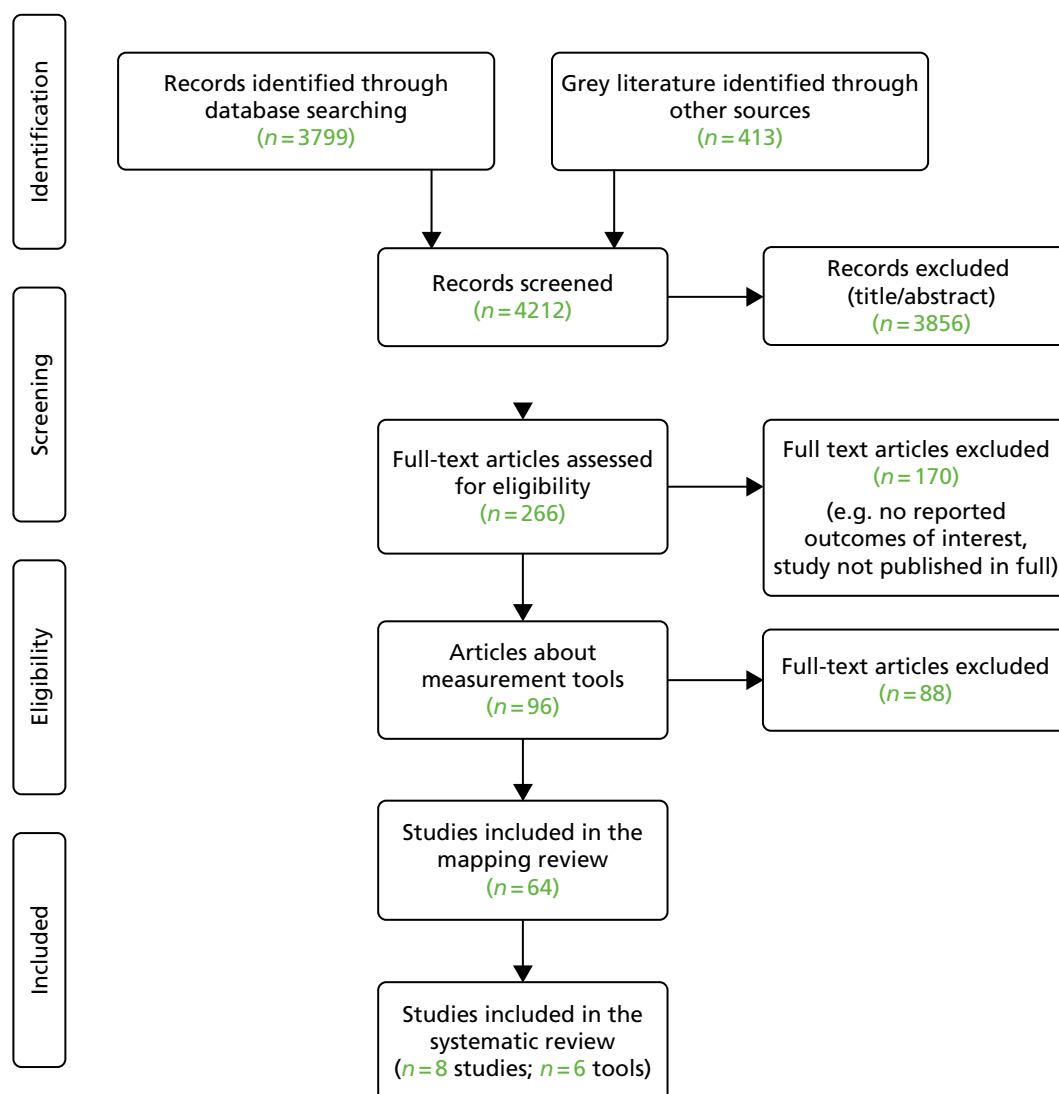 Identification
Records identified through
database searching
(n=3799)
Grey literature identified through
other sources
(n=413)
Records screened
(n=4212)
Records excluded
(title/abstract)
(n=3856)
Screening
Full-text articles assessed
for eligibility
(n=266)
Full text articles excluded
(n=170)
(e.g. no reported
outcomes of interest,
study not published in full)
Eligibility
Articles about
measurement tools
(n=96)
Full-text articles excluded
(n=88)
Studies included in the
mapping review
(n=64)
Included
Studies included in the
systematic review
(n=8 studies; n=6 tools)